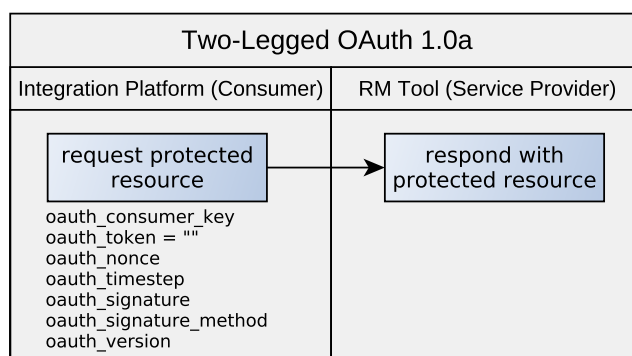 Two-Legged OAuth 1.0a
Integration Platform (Consumer)
RM Tool (Service Provider)
request protected
resource
respond with
protected resource
oauth_consumer_key
oauth_token = ""
oauth_nonce
oauth_timestep
oauth_signature
oauth_signature_method
oauth_version